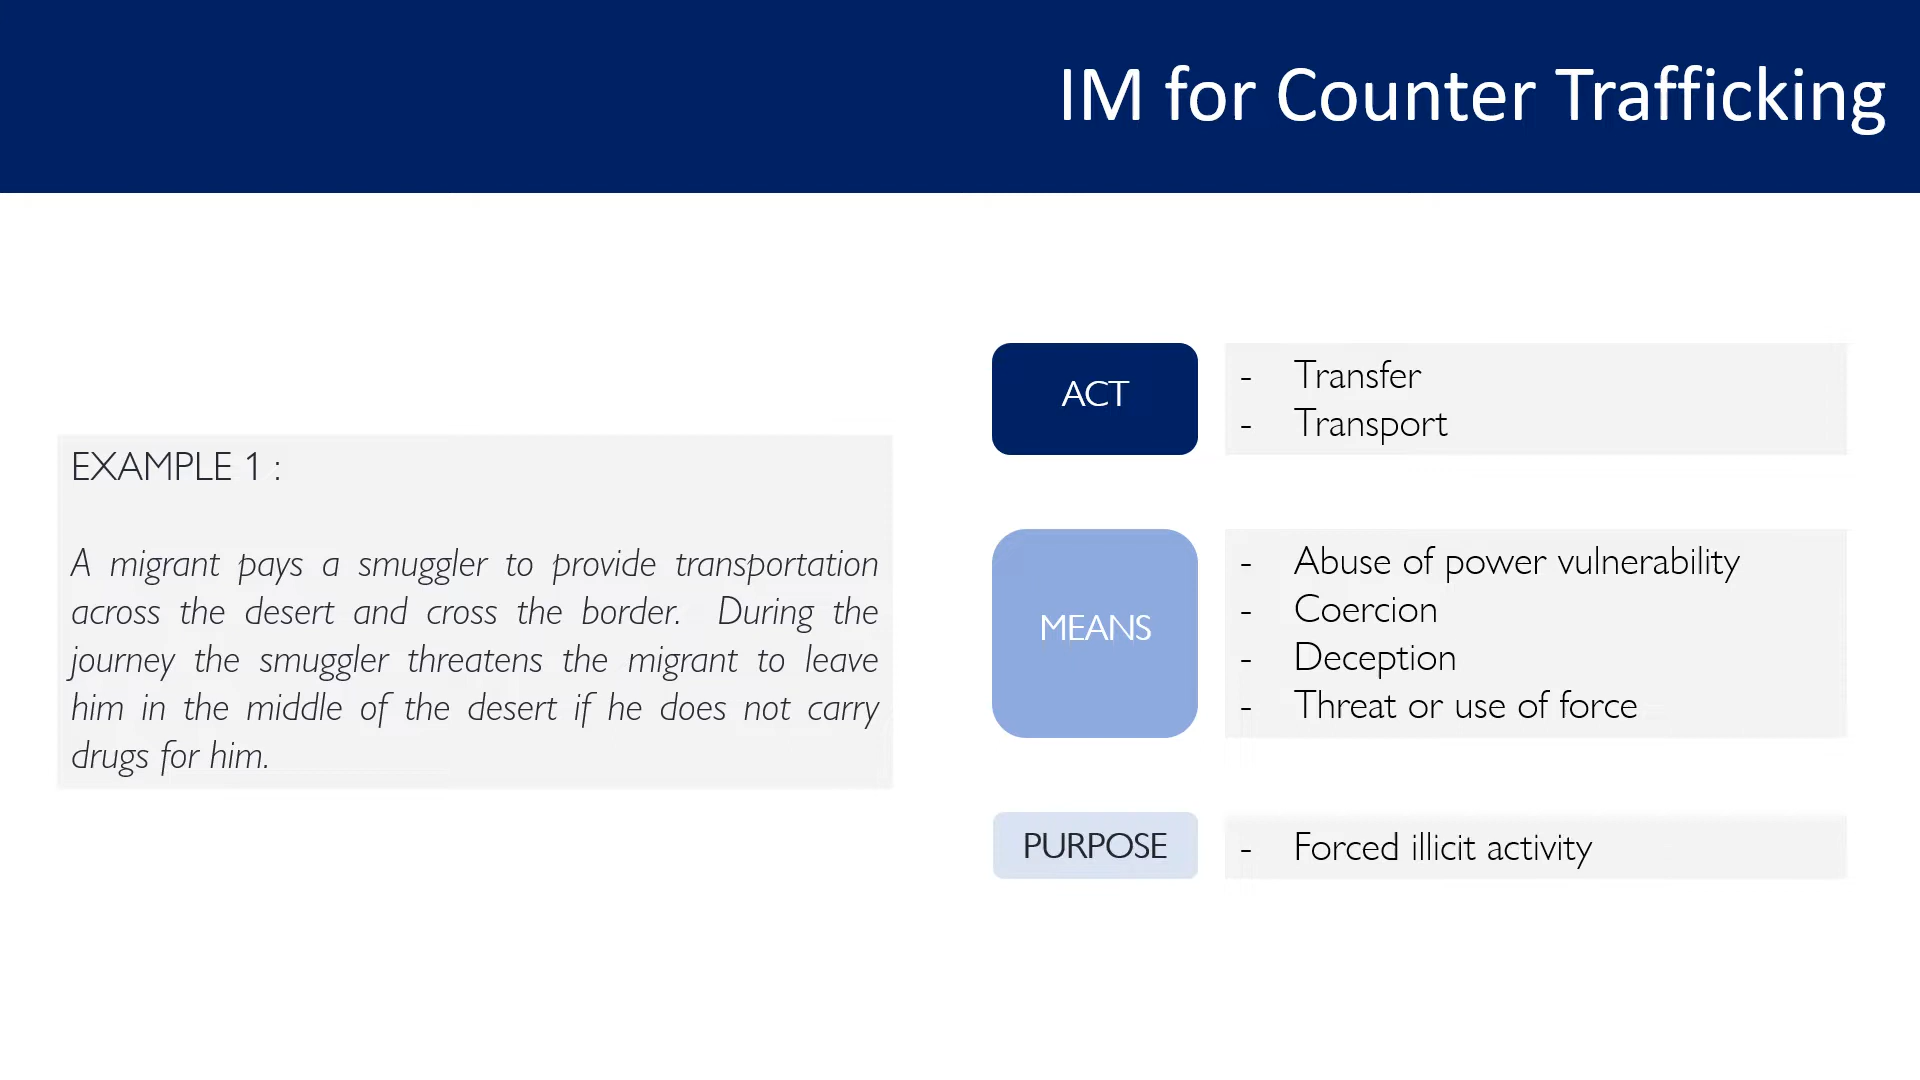 IM for Counter Trafficking
EXAMPLE 1 :
A migrant pays a smuggler to provide transportation
across the desert and cross the border. During the
journey the smuggler threatens the migrant to leave
him in the middle of the desert if he does not carry
drugs for him.
ACT
- Transfer
- Transport
MEANS
- Abuse of power vulnerability
- Coercion
- Deception
- Threat or use of force
PURPOSE
- Forced illicit activity